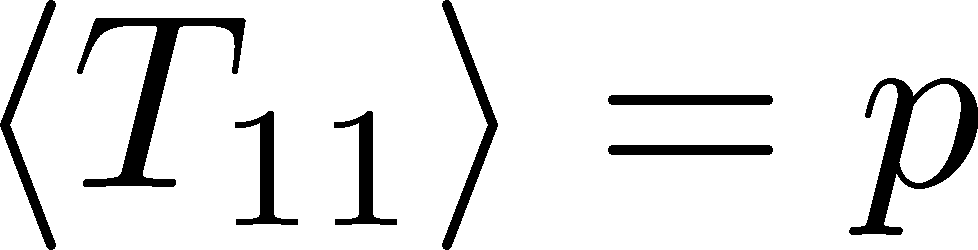 ⟨T₁₁⟩ = p